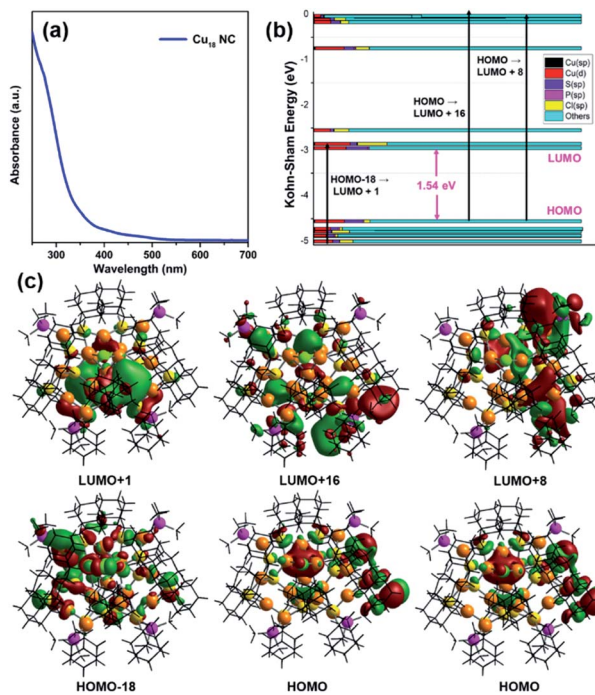 (a)
Cu18 NC
Absorbance (a.u.)
300 400 500 600 700
Wavelength (nm)
(b)
Kohn-Sham Energy (eV)
0
-1
-2
-3
-4
-5
HOMO →
LUMO + 8
HOMO →
LUMO + 16
HOMO-18 →
LUMO + 1
1.54 eV
LUMO
HOMO
Cu(sp)
Cu(d)
S(sp)
P(sp)
Cl(sp)
Others
(c)
LUMO+1 LUMO+16 LUMO+8
HOMO-18 HOMO HOMO